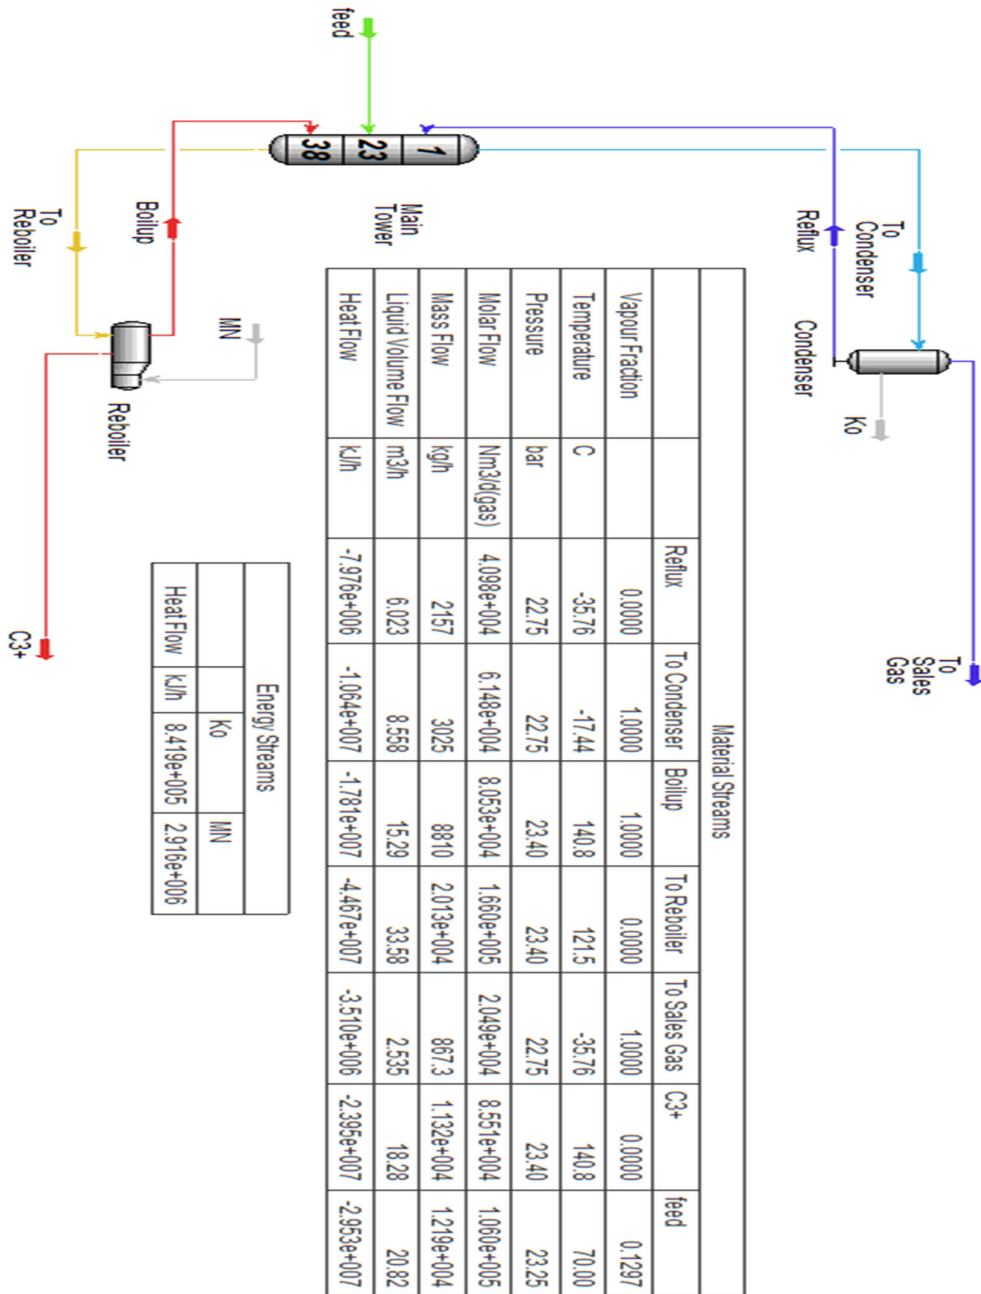 To
Sales
Gas
To
Condenser
Condenser
Ko
Reflux
feed
1
23
38
Main
Tower
Boilup
To
Reboiler
MN
Reboiler
C3+
Material Streams
Reflux To Condenser Boilup To Reboiler To Sales Gas C3+ feed
Vapour Fraction 0.0000 1.0000 1.0000 0.0000 1.0000 0.0000 0.1297
Temperature C -35.76 -17.44 140.8 121.5 -35.76 140.8 70.00
Pressure bar 22.75 22.75 23.40 23.40 22.75 23.40 23.25
Molar Flow Nm3/d(gas) 4.098e+004 6.148e+004 8.053e+004 1.660e+005 2.049e+004 8.551e+004 1.060e+005
Mass Flow kg/h 2157 3025 8810 2.013e+004 867.3 1.132e+004 1.219e+004
Liquid Volume Flow m3/h 6.023 8.558 15.29 33.58 2.535 18.28 20.82
Heat Flow kJ/h -7.976e+006 -1.064e+007 -1.781e+007 -4.467e+007 -3.510e+006 -2.395e+007 -2.953e+007
Energy Streams
Ko MN
Heat Flow kJ/h 8.419e+005 2.916e+006